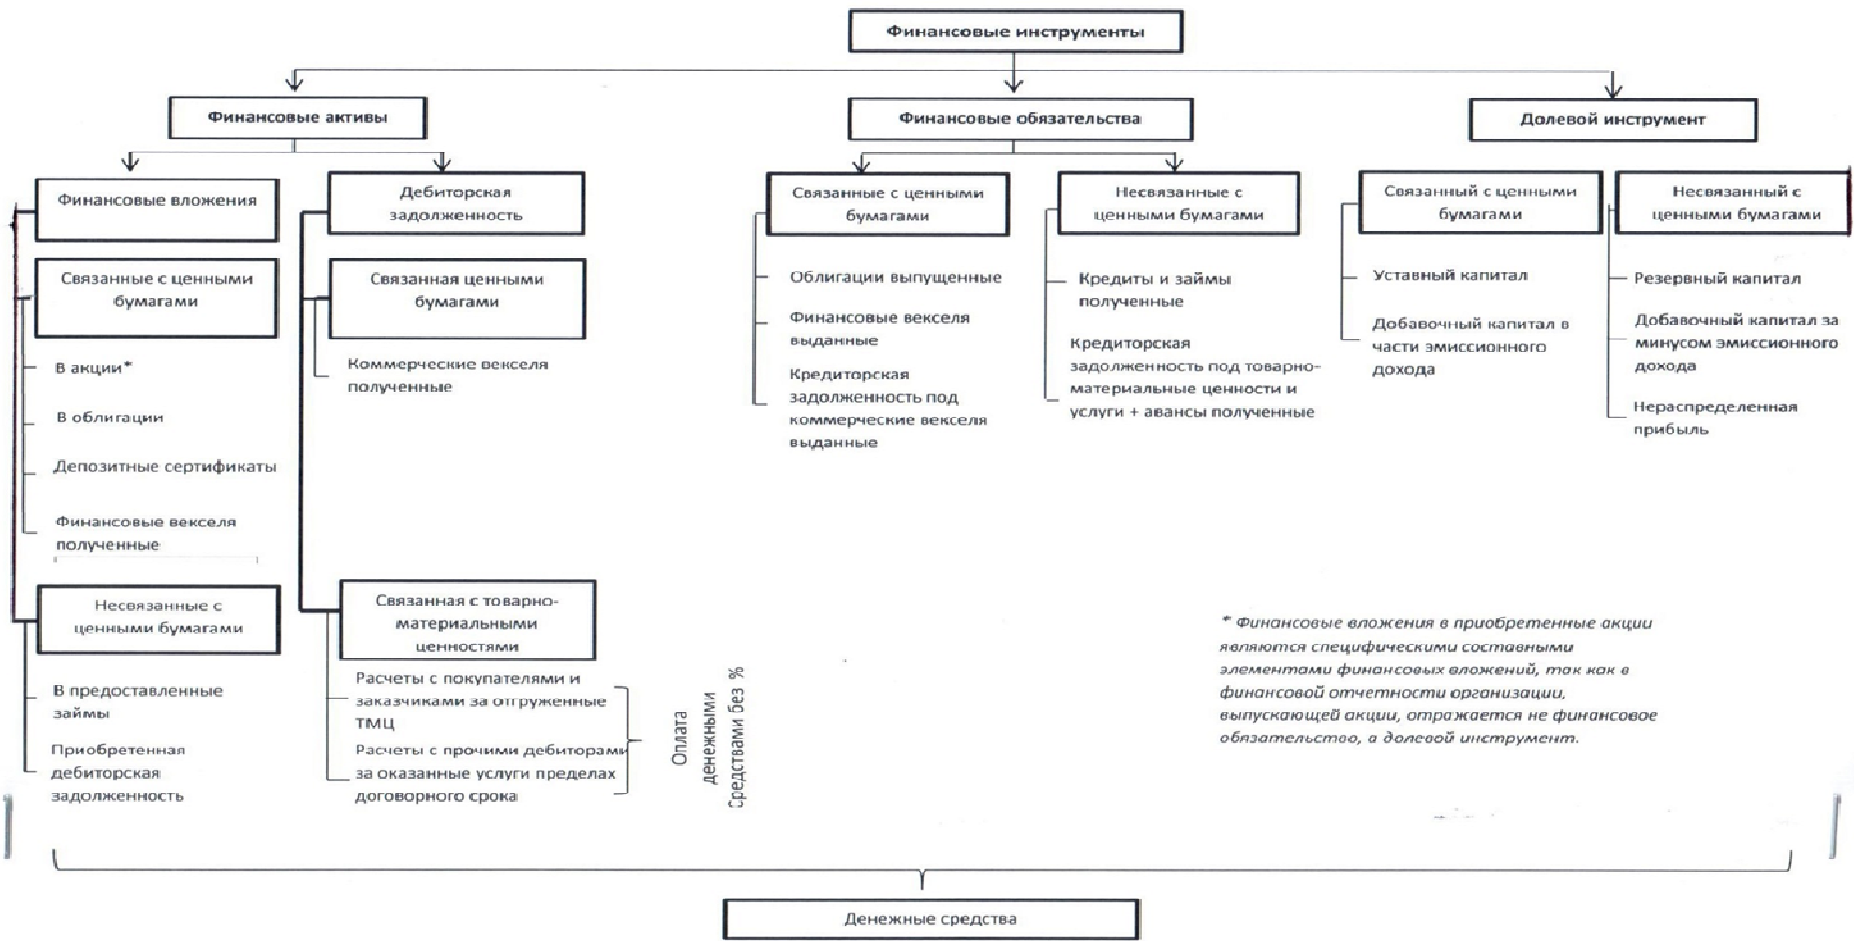 Финансовые инструменты
Финансовые активы
Финансовые обязательства
Долевой инструмент
Финансовые вложения
Связанные с ценными
бумагами
В акции*
В облигации
Депозитные сертификаты
Финансовые векселя
полученные
Несвязанные с
ценными бумагами
В предоставленные
займы
Приобретенная
дебиторская
задолженность
Дебиторская
задолженность
Связанная ценными
бумагами
Коммерческие векселя
полученные
Связанная с товарно-
материальными
ценностями
Расчеты с покупателями и
заказчиками за отгруженные
ТМЦ
Расчеты с прочими дебиторами
за оказанные услуги пределах
договорного срока
Оплата
денежными
средствами без %
Связанные с ценными
бумагами
Облигации выпущенные
Финансовые векселя
выданные
Кредиторская
задолженность под
коммерческие векселя
выданные
Несвязанные с
ценными бумагами
Кредиты и займы
полученные
Кредиторская
задолженность под товарно-
материальные ценности и
услуги + авансы полученные
Связанный с ценными
бумагами
Уставный капитал
Добавочный капитал в
части эмиссионного
дохода
Несвязанный с
ценными бумагами
Резервный капитал
Добавочный капитал за
минусом эмиссионного
дохода
Нераспределенная
прибыль
* Финансовые вложения в приобретенные акции
являются специфическими составными
элементами финансовых вложений, так как в
финансовой отчетности организации,
выпускающей акции, отражается не финансовое
обязательство, а долевой инструмент.
Денежные средства